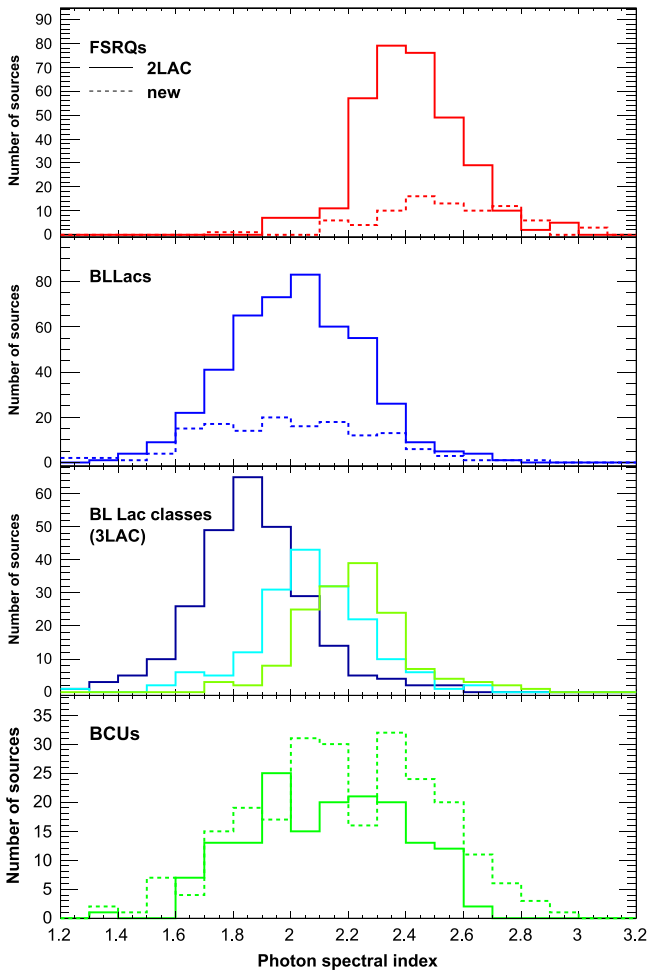 Number of sources
90
80
70
60
50
40
30
20
10
0
FSRQs
2LAC
new
Number of sources
80
60
40
20
0
BLLacs
Number of sources
60
50
40
30
20
10
0
BL Lac classes
(3LAC)
Number of sources
35
30
25
20
15
10
5
0
BCUs
1.2 1.4 1.6 1.8 2 2.2 2.4 2.6 2.8 3 3.2
Photon spectral index